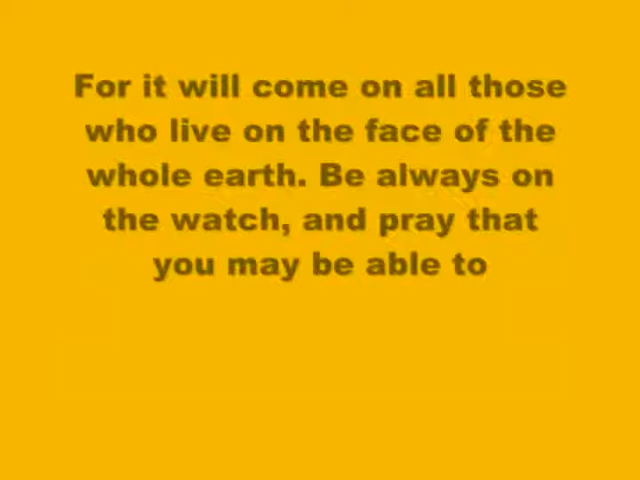 For it will come on all those
who live on the face of the
whole earth. Be always on
the watch, and pray that
you may be able to